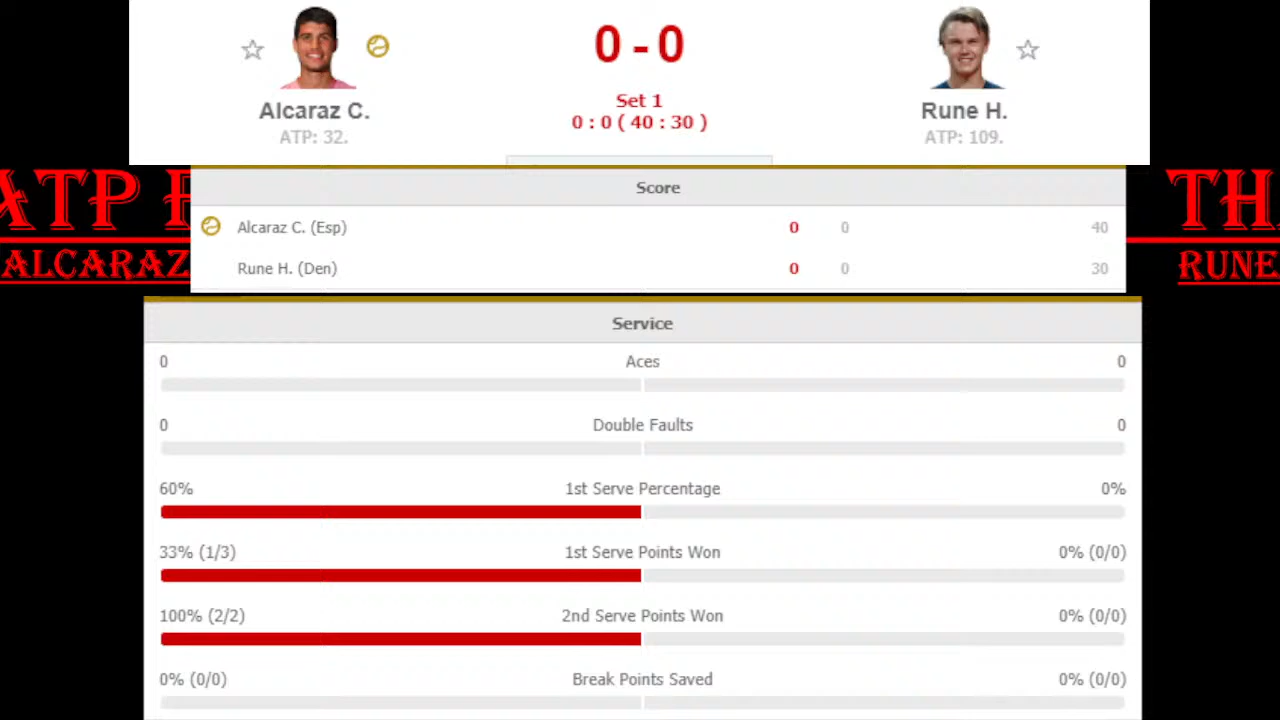 0 - 0
Alcaraz C.
ATP: 32.
Set 1
0 : 0 ( 40 : 30 )
Rune H.
ATP: 109.
ATP
ALCARAZ
RUNE
Score
Alcaraz C. (Esp) 0 0 40
Rune H. (Den) 0 0 30
Service
0 Aces 0
0 Double Faults 0
60% 1st Serve Percentage 0%
33% (1/3) 1st Serve Points Won 0% (0/0)
100% (2/2) 2nd Serve Points Won 0% (0/0)
0% (0/0) Break Points Saved 0% (0/0)